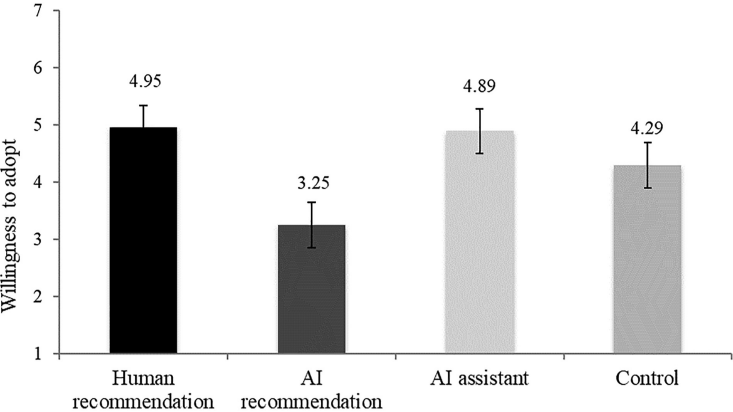 7
6
5
4
3
2
1
Willingness to adopt
4.95
3.25
4.89
4.29
Human
recommendation
AI
recommendation
AI assistant
Control